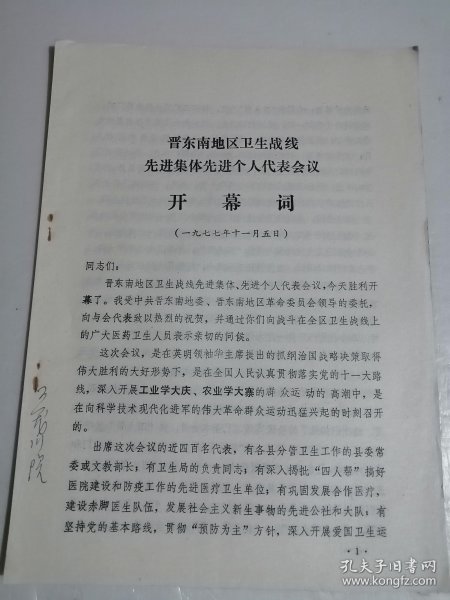 晋东南地区卫生战线
先进集体先进个人代表会议
开幕词
(一九七七年十一月五日)
同志们：
晋东南地区卫生战线先进集体、先进个人代表会议，今天胜利开
幕了。我受中共晋东南地委、晋东南地区革命委员会领导的委托，
向与会代表致以热烈的祝贺，并通过你们向战斗在全区卫生战线上
的广大医药卫生人员表示亲切的问候。
这次会议，是在英明领袖华主席提出的抓纲治国战略决策取得
伟大胜利的大好形势下，是在全国人民认真贯彻落实党的十一大路
线，深入开展工业学大庆、农业学大寨的群众运动的高潮中，是
在向科学技术现代化进军的伟大革命群众运动迅猛兴起的时刻召开
的。
出席这次会议的近四百名代表，有各县分管卫生工作的县委常
委或文教部长；有卫生局的负责同志；有深入揭批“四人帮”搞好
医院建设和防疫工作的先进医疗卫生单位；有巩固发展合作医疗，
建设赤脚医生队伍，发展社会主义新生事物的先进公社和大队；有
坚持党的基本路线，贯彻“预防为主”方针，深入开展爱国卫生运
·1·
院
孔夫子旧书网
www.kongfz.com